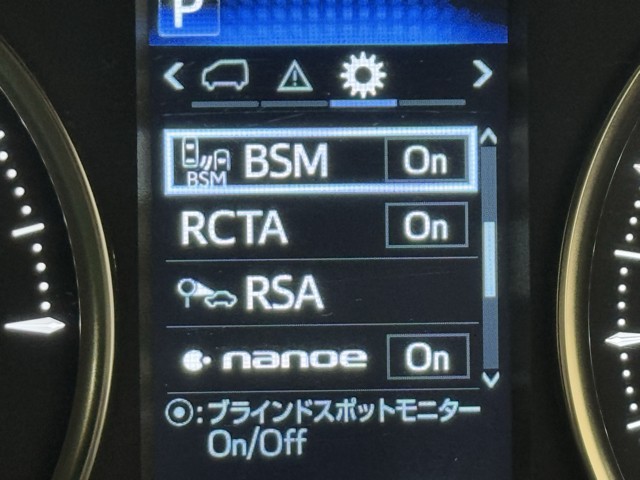 P
BSM BSM On
RCTA On
RSA
nanoe On
◉:ブラインドスポットモニター
On/Off